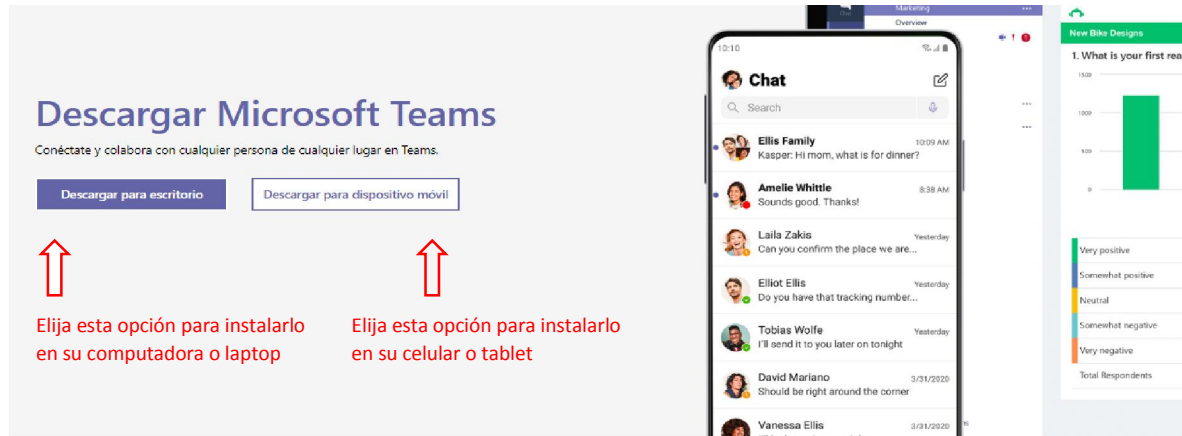 Descargar Microsoft Teams
Conéctate y colabora con cualquier persona de cualquier lugar en Teams.
Descargar para escritorio
Descargar para dispositivo móvil
Elija esta opción para instalarlo
en su computadora o laptop
Elija esta opción para instalarlo
en su celular o tablet
Chat
Marketing
Overview
10:10
Chat
Search
Ellis Family
10:09 AM
Kasper: Hi mom, what is for dinner?
Amelie Whittle
8:38 AM
Sounds good. Thanks!
Laila Zakis
Yesterday
Can you confirm the place we are...
Elliot Ellis
Yesterday
Do you have that tracking number...
Tobias Wolfe
Yesterday
I'll send it to you later on tonight
David Mariano
3/31/2020
Should be right around the corner
Vanessa Ellis
3/31/2020
New Bike Designs
1. What is your first rea
1500
1000
500
0
Very positive
Somewhat positive
Neutral
Somewhat negative
Very negative
Total Respondents